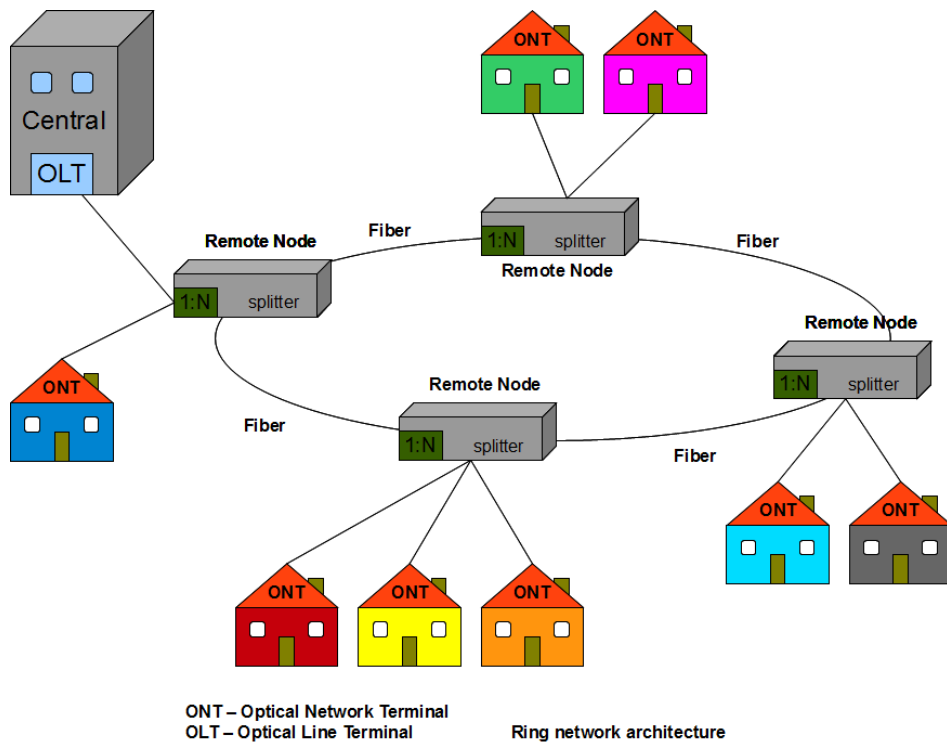 ONT
ONT
Central
OLT
Fiber
Remote Node
1:N splitter
Fiber
Remote Node
1:N splitter
Remote Node
1:N splitter
ONT
Remote Node
1:N splitter
Fiber
Fiber
ONT
ONT
ONT
ONT
ONT
ONT – Optical Network Terminal
OLT – Optical Line Terminal
Ring network architecture